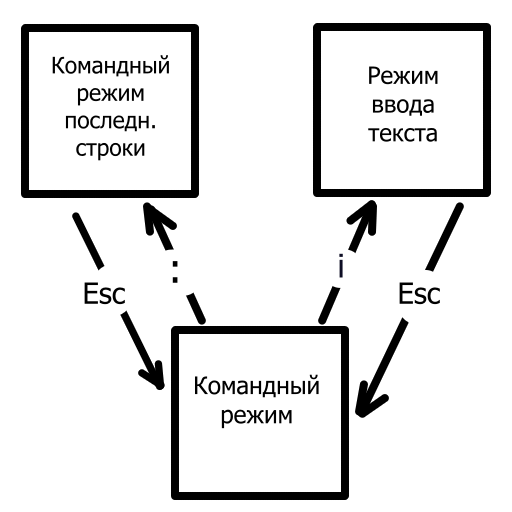 Командный
режим
последн.
строки
Режим
ввода
текста
Esc
:
i
Esc
Командный
режим